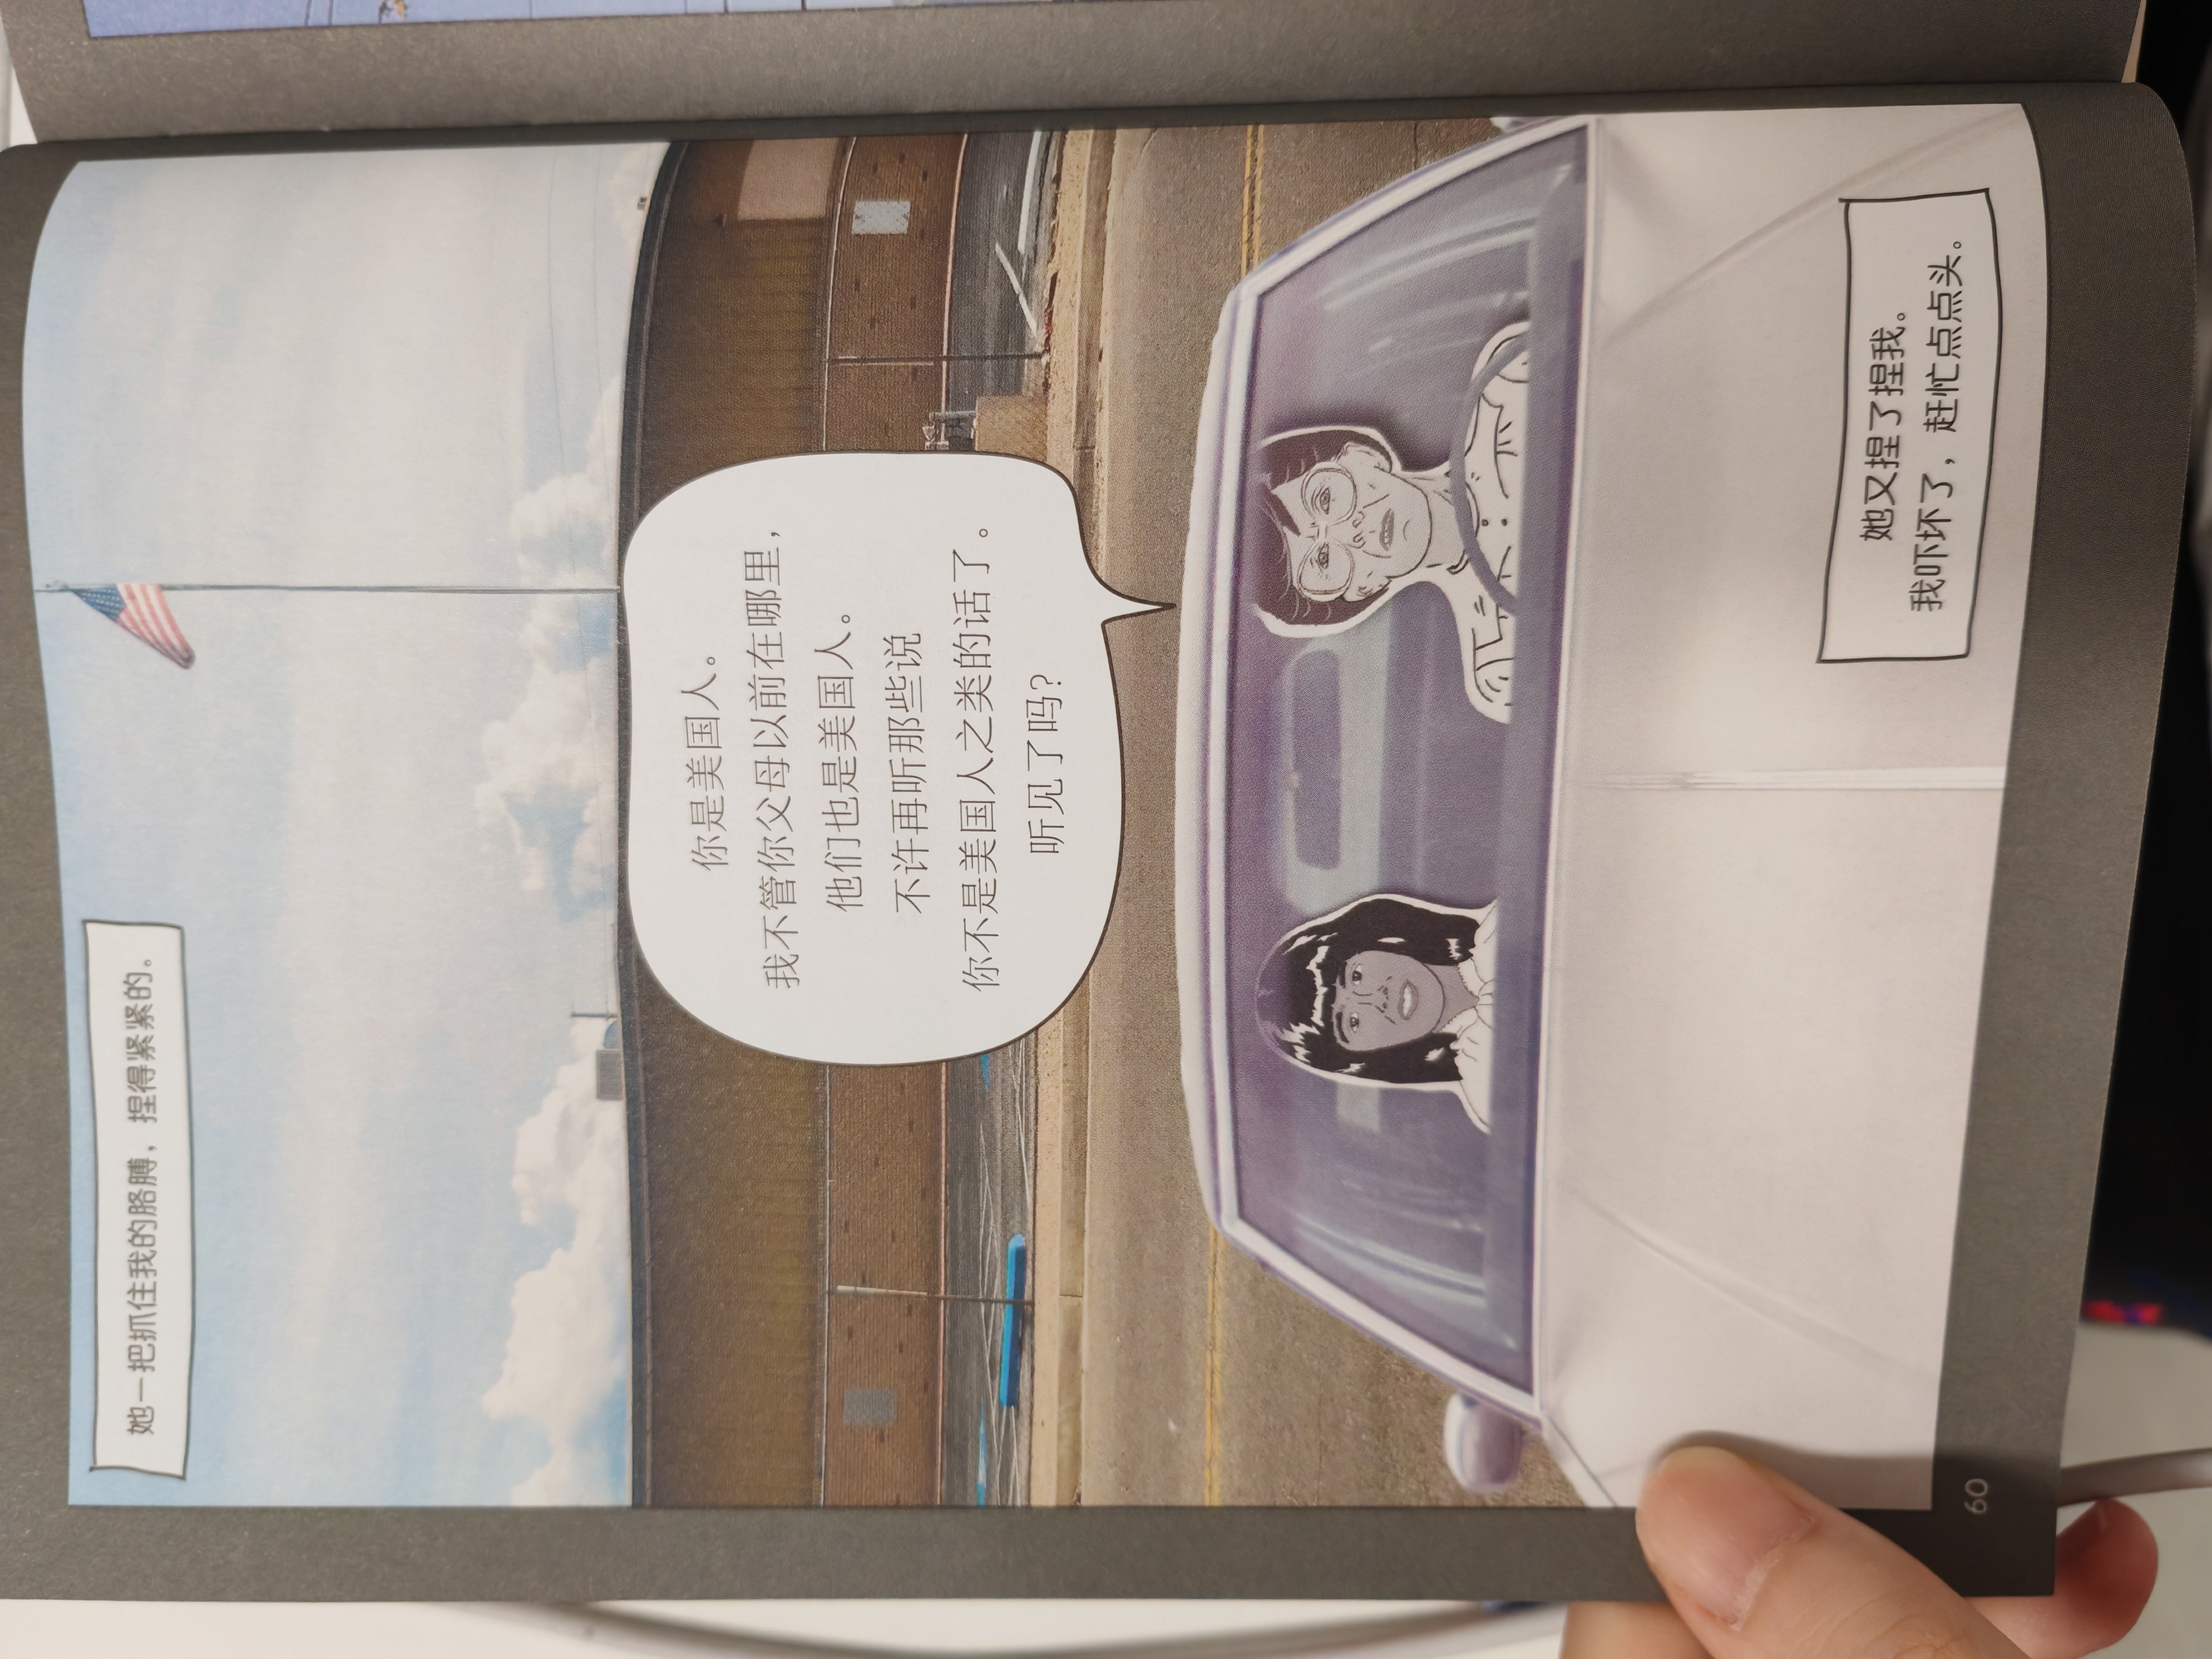 她一把抓住我的胳膊，捏得紧紧的。
你是美国人。
我不管你父母以前在哪里，
他们也是美国人。
不许再听那些说
你不是美国人之类的话了。
听见了吗？
她又捏了捏我。
我吓坏了，赶忙点点头。
60